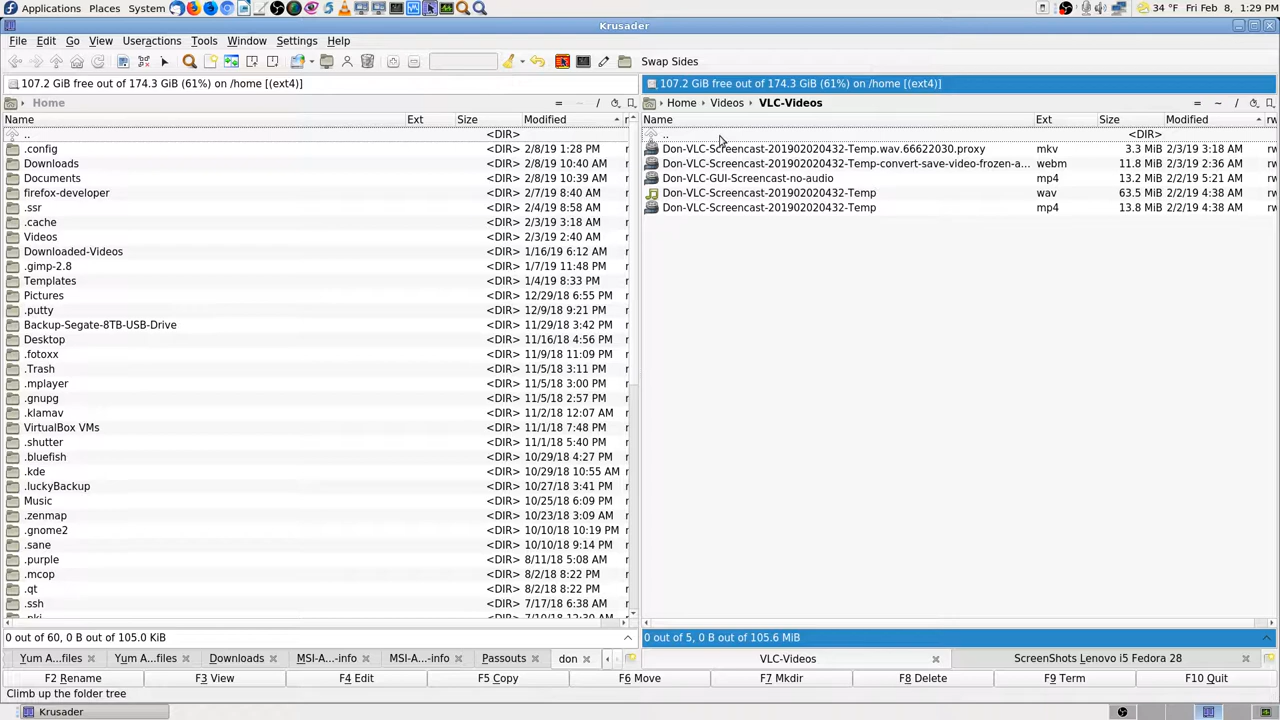 Applications Places System 34 °F Fri Feb 8, 1:29 PM
Krusader
File Edit Go View Useractions Tools Window Settings Help
Swap Sides
107.2 GiB free out of 174.3 GiB (61%) on /home [(ext4)] 107.2 GiB free out of 174.3 GiB (61%) on /home [(ext4)]
Home = / Home Videos VLC-Videos = ~ /
Name Ext Size Modified r Name Ext Size Modified rw
.. <DIR> .. <DIR>
.config <DIR> 2/8/19 1:28 PM Don-VLC-Screencast-201902020432-Temp.wav.66622030.proxy mkv 3.3 MiB 2/3/19 3:18 AM rw
Downloads <DIR> 2/8/19 10:40 AM Don-VLC-Screencast-201902020432-Temp-convert-save-video-frozen-a... webm 11.8 MiB 2/3/19 2:36 AM rw
Documents <DIR> 2/8/19 10:39 AM Don-VLC-GUI-Screencast-no-audio mp4 13.2 MiB 2/2/19 5:21 AM rw
firefox-developer <DIR> 2/7/19 8:40 AM Don-VLC-Screencast-201902020432-Temp wav 63.5 MiB 2/2/19 4:38 AM rw
.ssr <DIR> 2/4/19 8:58 AM Don-VLC-Screencast-201902020432-Temp mp4 13.8 MiB 2/2/19 4:38 AM rw
.cache <DIR> 2/3/19 3:18 AM
Videos <DIR> 2/3/19 2:40 AM
Downloaded-Videos <DIR> 1/16/19 6:12 AM
.gimp-2.8 <DIR> 1/7/19 11:48 PM
Templates <DIR> 1/4/19 8:33 PM
Pictures <DIR> 12/29/18 6:55 PM
.putty <DIR> 12/9/18 9:21 PM
Backup-Segate-8TB-USB-Drive <DIR> 11/29/18 3:42 PM
Desktop <DIR> 11/16/18 4:56 PM
.fotoxx <DIR> 11/9/18 11:09 PM
.Trash <DIR> 11/5/18 3:11 PM
.mplayer <DIR> 11/5/18 3:00 PM
.gnupg <DIR> 11/5/18 2:57 PM
.klamav <DIR> 11/2/18 12:07 AM
VirtualBox VMs <DIR> 11/1/18 7:48 PM
.shutter <DIR> 11/1/18 5:40 PM
.bluefish <DIR> 10/29/18 4:27 PM
.kde <DIR> 10/29/18 10:55 AM
.luckyBackup <DIR> 10/27/18 3:41 PM
Music <DIR> 10/25/18 6:09 PM
.zenmap <DIR> 10/23/18 3:09 AM
.gnome2 <DIR> 10/10/18 10:19 PM
.sane <DIR> 10/10/18 9:14 PM
.purple <DIR> 8/11/18 5:08 AM
.mcop <DIR> 8/2/18 8:22 PM
.qt <DIR> 8/2/18 8:22 PM
.ssh <DIR> 7/17/18 6:38 AM
.pki <DIR> 7/10/18 12:30 AM
0 out of 60, 0 B out of 105.0 KiB 0 out of 5, 0 B out of 105.6 MiB
Yum A...files Yum A...files Downloads MSI-A...-info MSI-A...-info Passouts don VLC-Videos ScreenShots Lenovo i5 Fedora 28
F2 Rename F3 View F4 Edit F5 Copy F6 Move F7 Mkdir F8 Delete F9 Term F10 Quit
Climb up the folder tree
Krusader